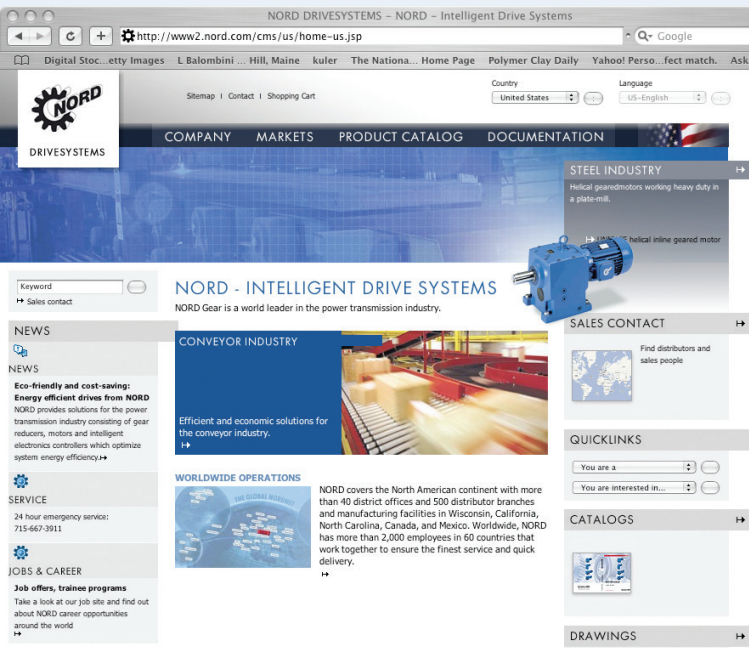 NORD DRIVESYSTEMS – NORD – Intelligent Drive Systems
http://www2.nord.com/cms/us/home-us.jsp
Google
Digital Stoc...etty Images L Balombini ... Hill, Maine kuler The Nationa... Home Page Polymer Clay Daily Yahoo! Perso...fect match. Ask
NORD
DRIVESYSTEMS
Sitemap I Contact I Shopping Cart
Country
United States
Language
US-English
COMPANY MARKETS PRODUCT CATALOG DOCUMENTATION
STEEL INDUSTRY
Helical gearedmotors working heavy duty in
a plate-mill.
helical inline geared motor
Keyword
Sales contact
NORD - INTELLIGENT DRIVE SYSTEMS
NORD Gear is a world leader in the power transmission industry.
NEWS
NEWS
Eco-friendly and cost-saving:
Energy efficient drives from NORD
NORD provides solutions for the power
transmission industry consisting of gear
reducers, motors and intelligent
electronics controllers which optimize
system energy efficiency.
SERVICE
24 hour emergency service:
715-667-3911
JOBS & CAREER
Job offers, trainee programs
Take a look at our job site and find out
about NORD career opportunities
around the world
CONVEYOR INDUSTRY
Efficient and economic solutions for
the conveyor industry.
WORLDWIDE OPERATIONS
THE GLOBAL NORDNET
NORD covers the North American continent with more
than 40 district offices and 500 distributor branches
and manufacturing facilities in Wisconsin, California,
North Carolina, Canada, and Mexico. Worldwide, NORD
has more than 2,000 employees in 60 countries that
work together to ensure the finest service and quick
delivery.
SALES CONTACT
Find distributors and
sales people
QUICKLINKS
You are a
You are interested in...
CATALOGS
DRAWINGS